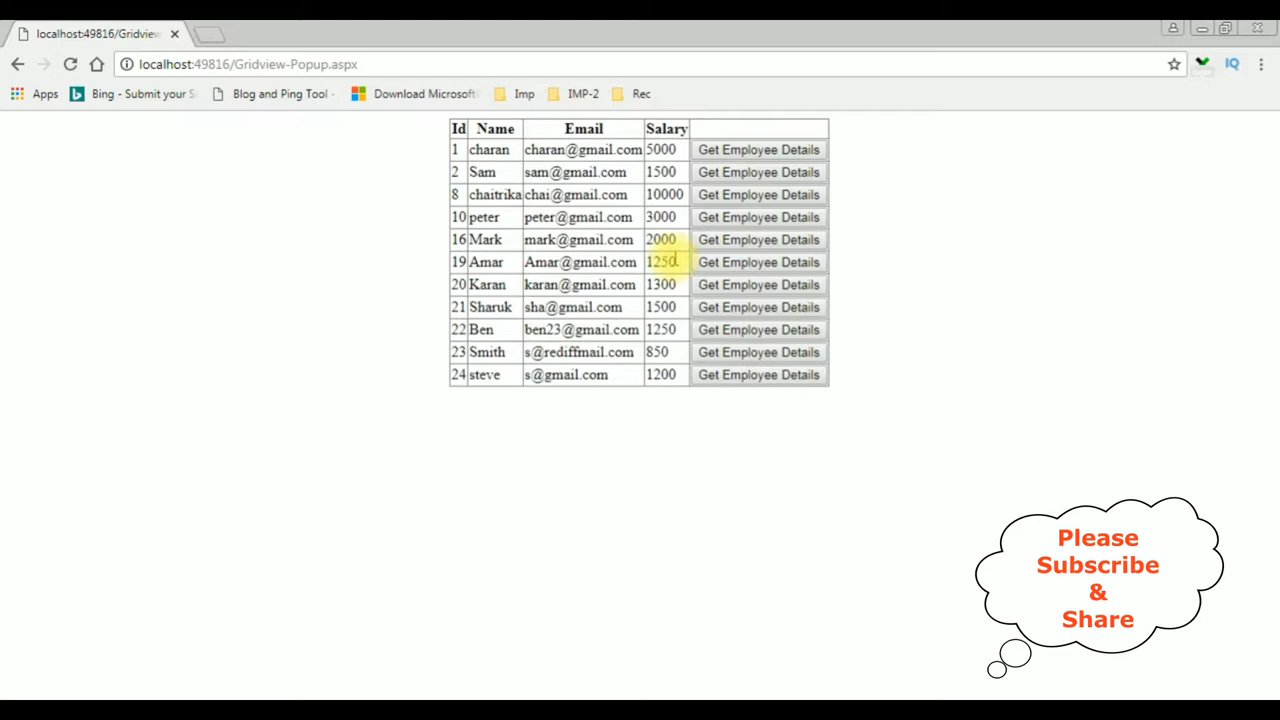 localhost:49816/Gridview-
localhost:49816/Gridview-Popup.aspx
Apps Bing - Submit your S Blog and Ping Tool - Download Microsoft Imp IMP-2 Rec
Id Name Email Salary
1 charan charan@gmail.com 5000 Get Employee Details
2 Sam sam@gmail.com 1500 Get Employee Details
8 chaitrika chai@gmail.com 10000 Get Employee Details
10 peter peter@gmail.com 3000 Get Employee Details
16 Mark mark@gmail.com 2000 Get Employee Details
19 Amar Amar@gmail.com 1250 Get Employee Details
20 Karan karan@gmail.com 1300 Get Employee Details
21 Sharuk sha@gmail.com 1500 Get Employee Details
22 Ben ben23@gmail.com 1250 Get Employee Details
23 Smith s@rediffmail.com 850 Get Employee Details
24 steve s@gmail.com 1200 Get Employee Details
Please
Subscribe
&
Share